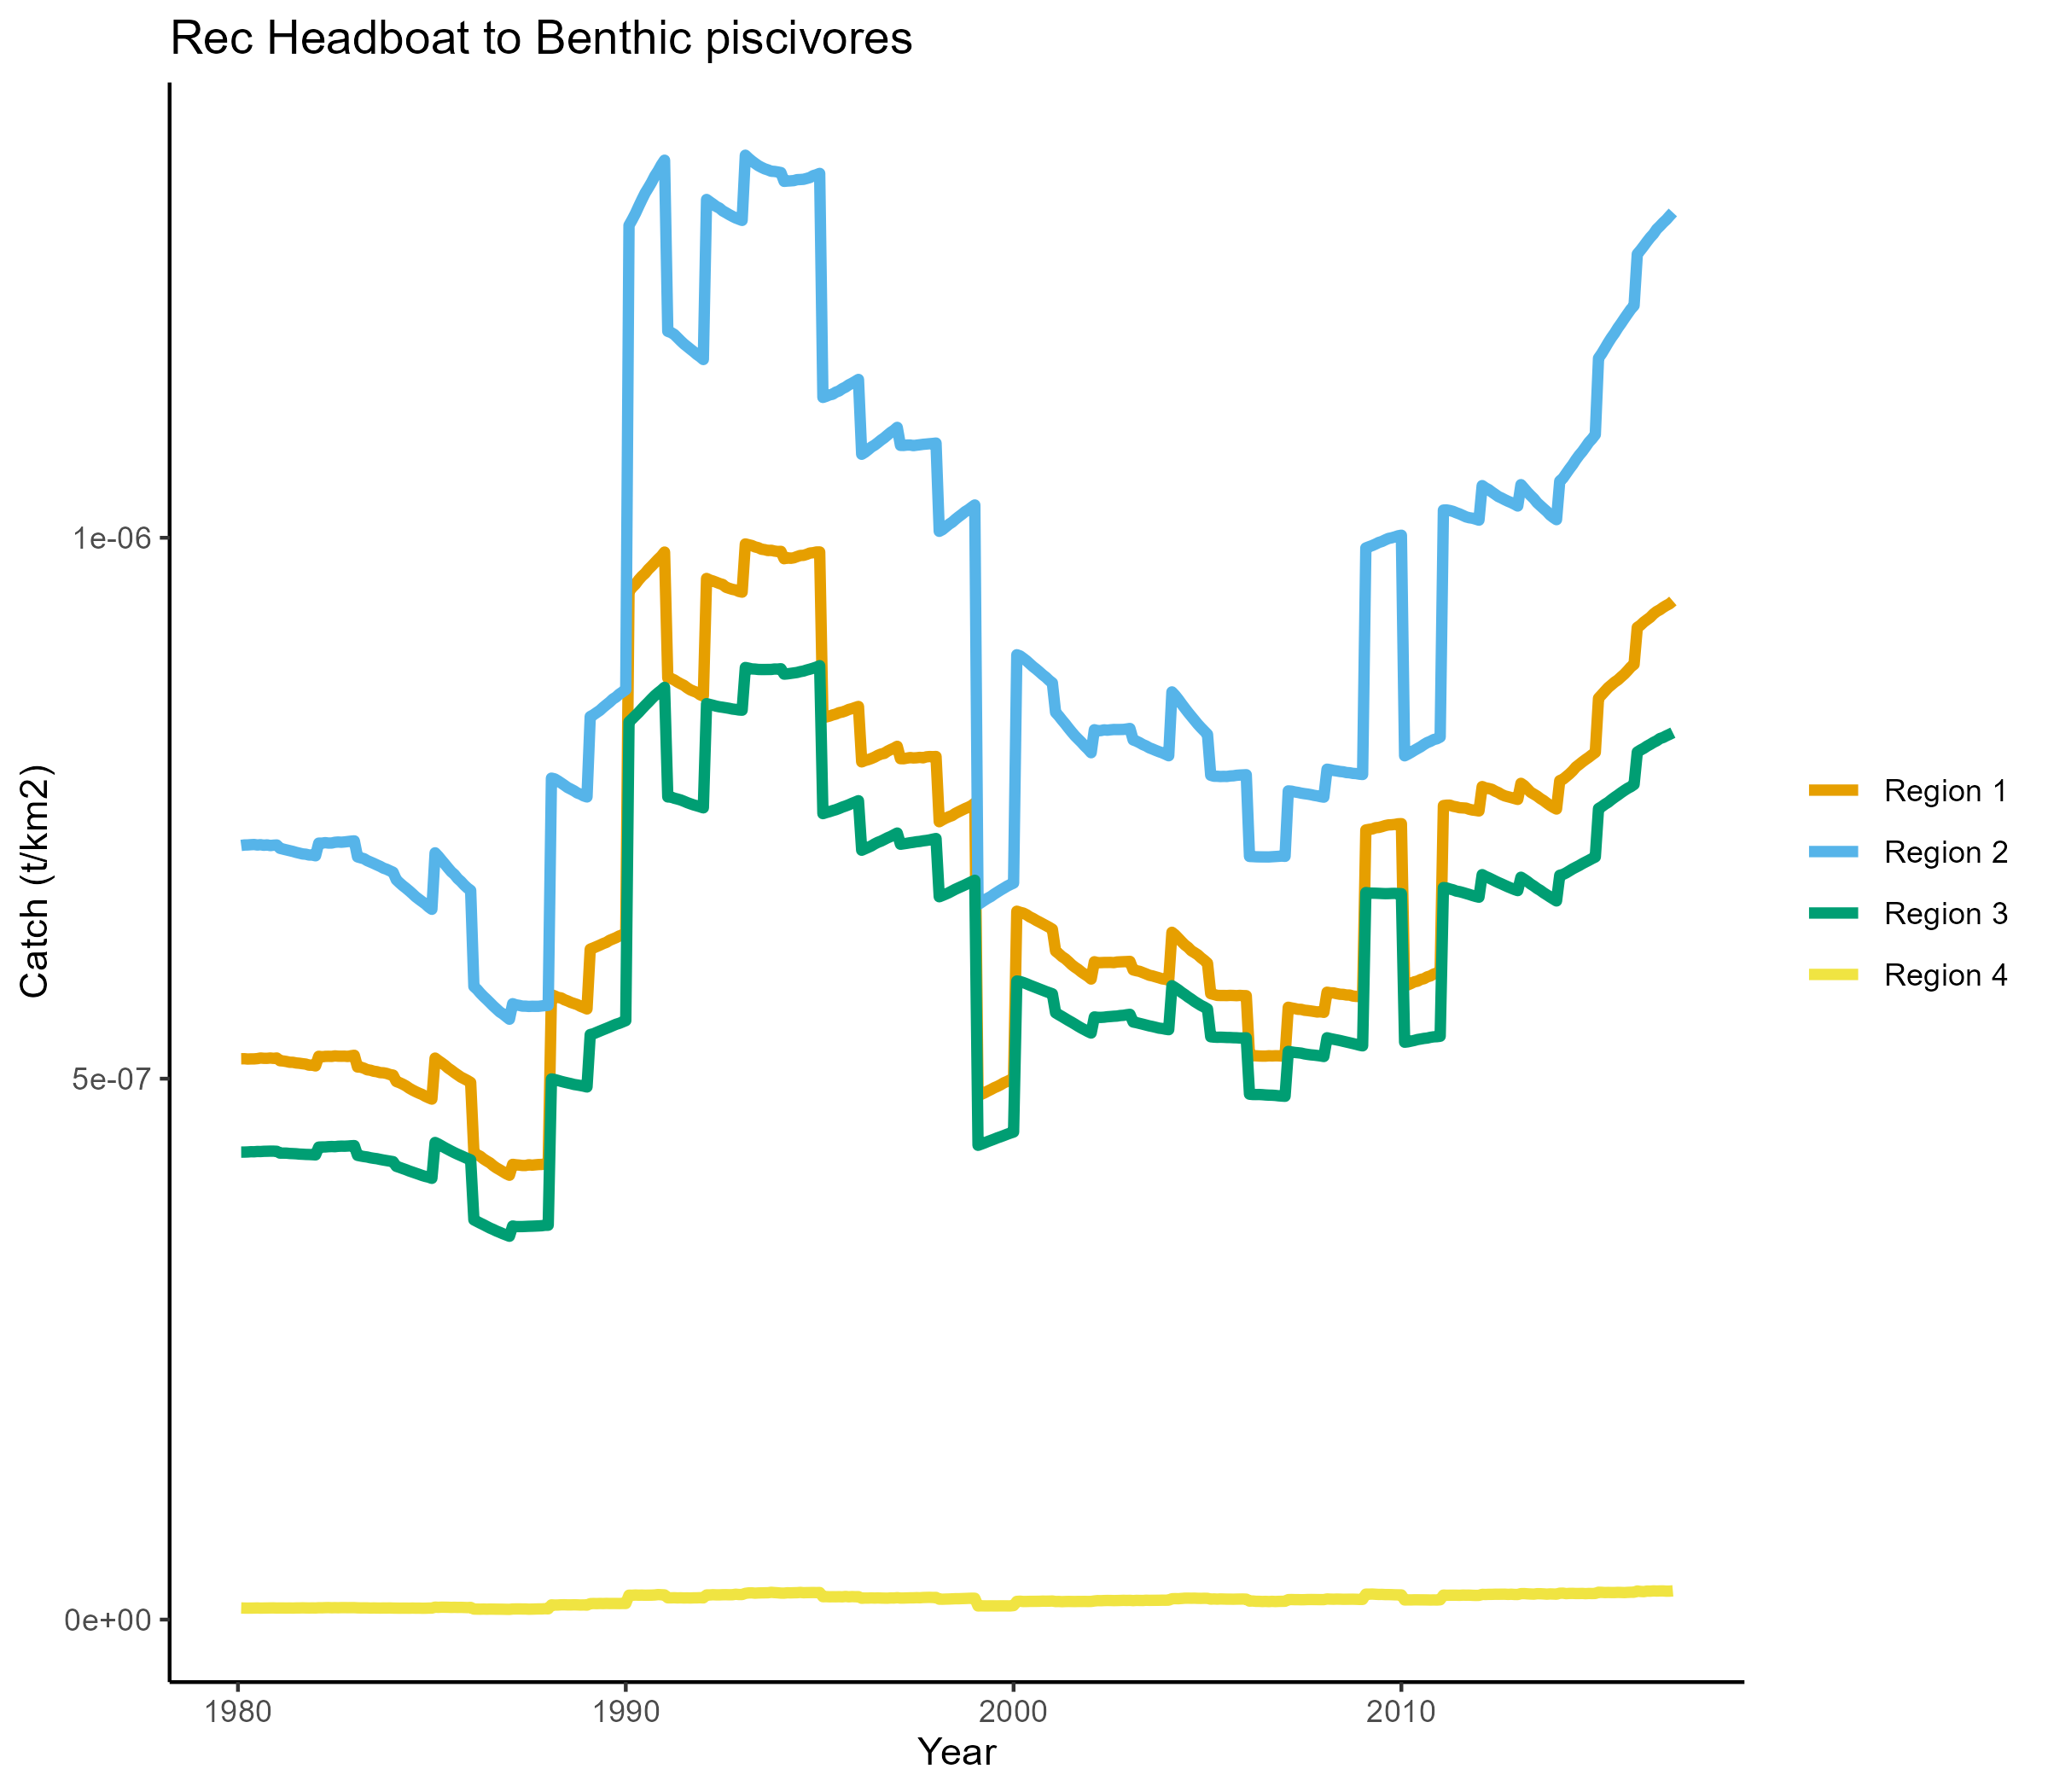 Rec Headboat to Benthic piscivores
Catch (t/km2)
1e-06
5e-07
0e+00
1980
1990
2000
2010
Year
Region 1
Region 2
Region 3
Region 4